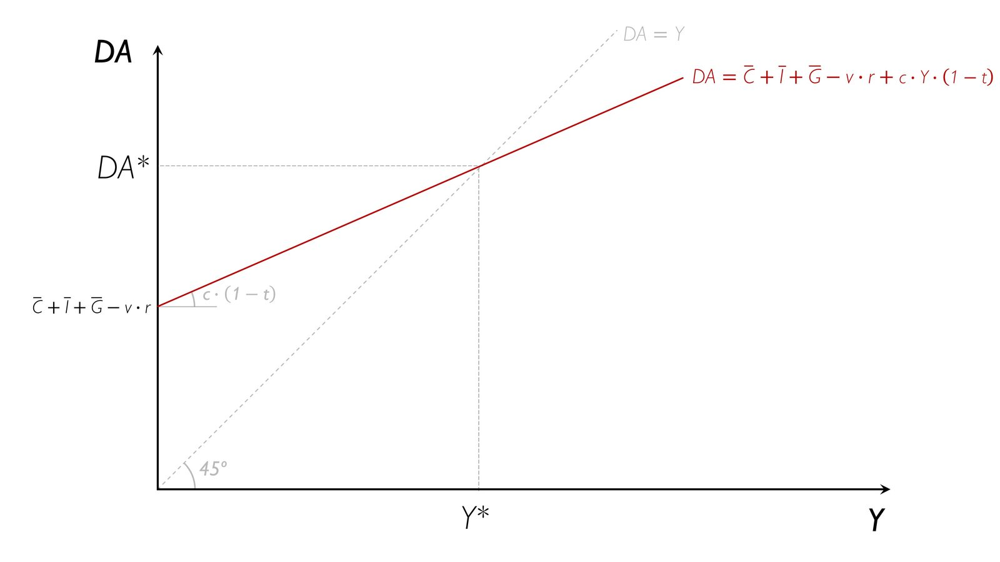 DA = Y
DA
DA = C̅ + I̅ + G̅ − v · r + c · Y · (1 − t)
DA*
c · (1 − t)
C̅ + I̅ + G̅ − v · r
45º
Y*
Y